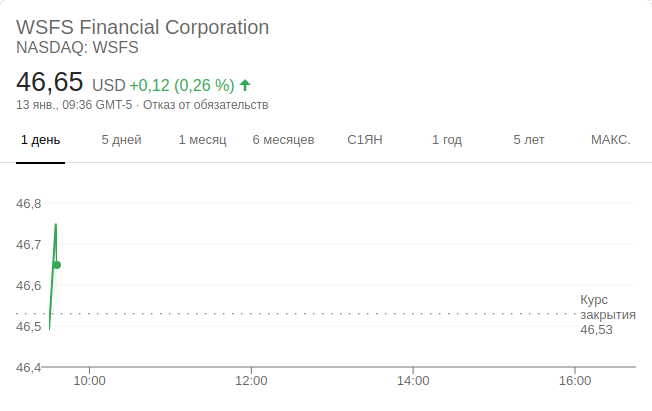 WSFS Financial Corporation
NASDAQ: WSFS
46,65 USD +0,12 (0,26 %)
13 янв., 09:36 GMT-5 · Отказ от обязательств
1 день 5 дней 1 месяц 6 месяцев С1ЯН 1 год 5 лет МАКС.
46,8
46,7
46,6
46,5
46,4
Курс
закрытия
46,53
10:00 12:00 14:00 16:00